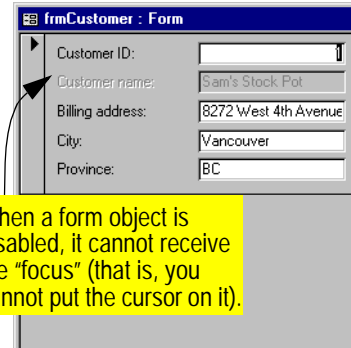 frmCustomer : Form
Customer ID: 1
Customer name: Sam's Stock Pot
Billing address: 8272 West 4th Avenue
City: Vancouver
Province: BC
hen a form object is
sabled, it cannot receive
e “focus” (that is, you
nnot put the cursor on it).